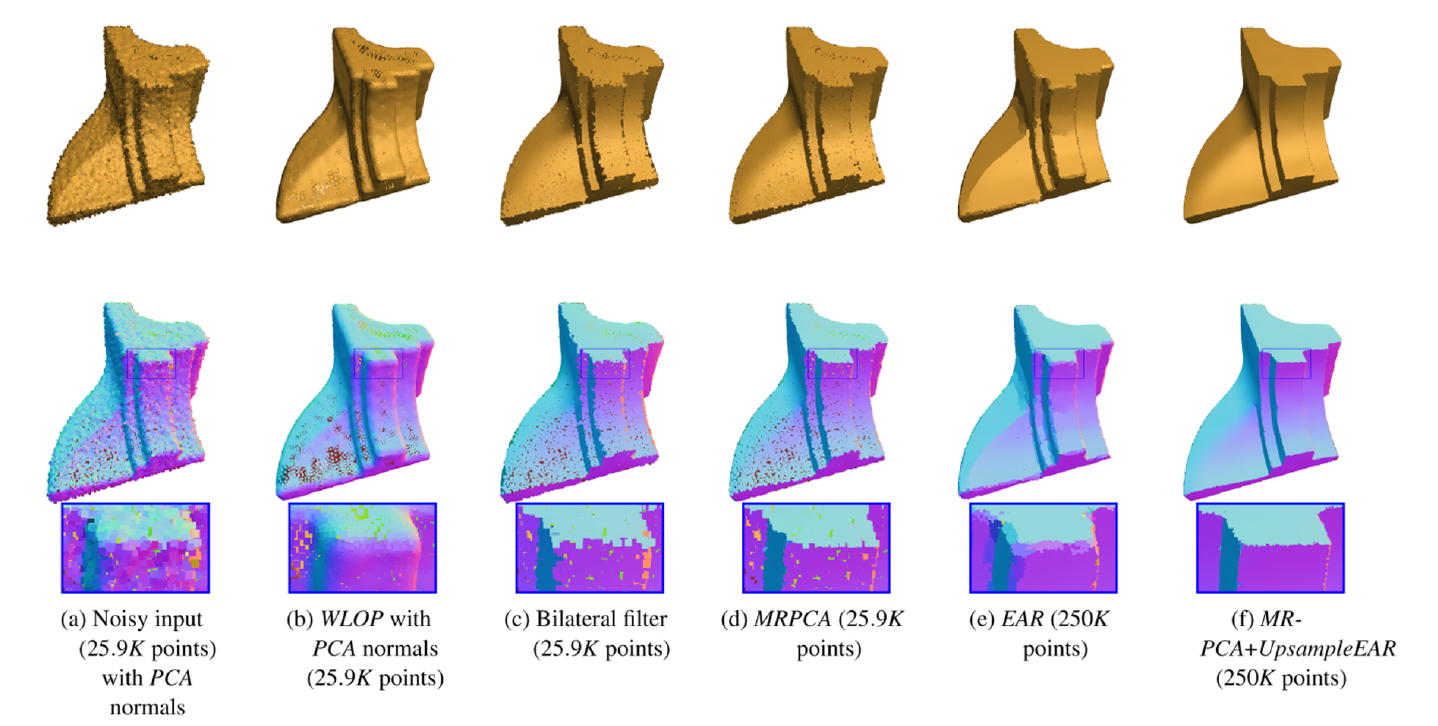 (a) Noisy input
(25.9K points)
with PCA
normals
(b) WLOP with
PCA normals
(25.9K points)
(c) Bilateral filter
(25.9K points)
(d) MRPCA (25.9K
points)
(e) EAR (250K
points)
(f) MR-
PCA+UpsampleEAR
(250K points)